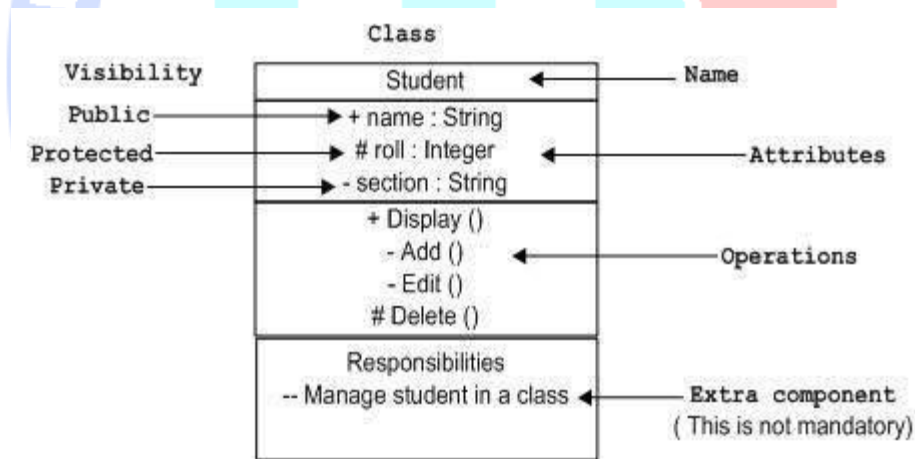 Class
Visibility
Student
Name
Public
+ name : String
Protected
# roll : Integer
Attributes
Private
- section : String
+ Display ()
- Add ()
Operations
- Edit ()
# Delete ()
Responsibilities
-- Manage student in a class
Extra component
( This is not mandatory)